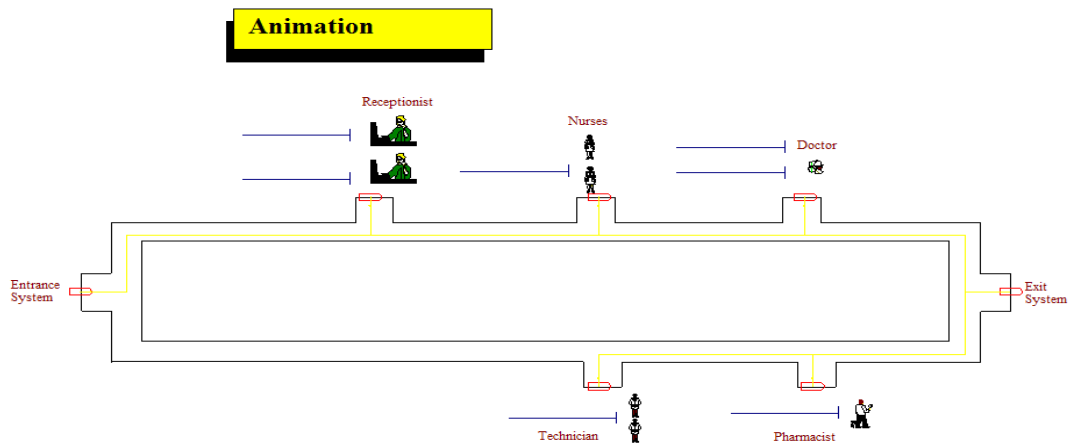 Animation
Receptionist
Nurses
Doctor
Entrance
System
Exit
System
Technician
Pharmacist